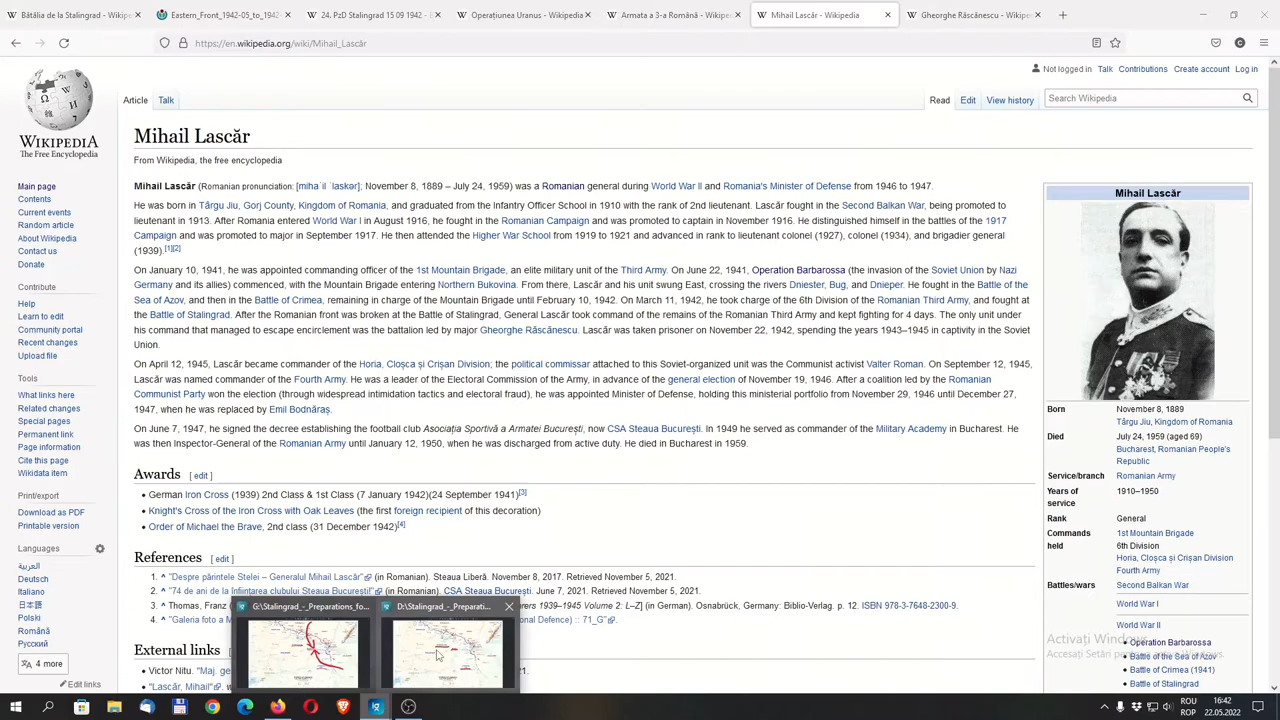 Bătălia de la Stalingrad - Wikipe
Eastern_Front_1942-05_to_1942-
24. PzD Stalingrad 15 09 1942 -
Operațiunea Uranus - Wikipedia
Armata a 3-a Română - Wikiped
Mihail Lascăr - Wikipedia
Gheorghe Râșcănescu - Wikiped
https://en.wikipedia.org/wiki/Mihail_Lascăr
Not logged in Talk Contributions Create account Log in
Article Talk Read Edit View history Search Wikipedia
WIKIPEDIA
The Free Encyclopedia
Mihail Lascăr
From Wikipedia, the free encyclopedia
Mihail Lascăr (Romanian pronunciation: [mihaˈil ˈlaskər]; November 8, 1889 – July 24, 1959) was a Romanian general during World War II and Romania's Minister of Defense from 1946 to 1947.
He was born in Târgu Jiu, Gorj County, Kingdom of Romania, and graduated from the Infantry Officer School in 1910 with the rank of 2nd lieutenant. Lascăr fought in the Second Balkan War, being promoted
to lieutenant in 1913. After Romania entered World War I in August 1916, he fought in the Romanian Campaign and was promoted to captain in November 1916. He distinguished himself in the battles of the 1917
Campaign and was promoted to major in September 1917. He then attended the Higher War School from 1919 to 1921 and advanced in rank to lieutenant colonel (1927), colonel (1934), and brigadier general
(1939).[1][2]
On January 10, 1941, he was appointed commanding officer of the 1st Mountain Brigade, an elite military unit of the Third Army. On June 22, 1941, Operation Barbarossa (the invasion of the Soviet Union by Nazi
Germany and its allies) commenced, with the Mountain Brigade entering Northern Bukovina. From there, Lascăr and his unit swung East, crossing the rivers Dniester, Bug, and Dnieper. He fought in the Battle of the
Sea of Azov, and then in the Battle of Crimea, remaining in charge of the Mountain Brigade until February 10, 1942. On March 11, 1942, he took charge of the 6th Division of the Romanian Third Army, and fought at
the Battle of Stalingrad. After the Romanian front was broken at the Battle of Stalingrad, General Lascăr took command of the remains of the Romanian Third Army and kept fighting for 4 days. The only unit under
his command that managed to escape encirclement was the battalion led by major Gheorghe Râșcănescu. Lascăr was taken prisoner on November 22, 1942, spending the years 1943–1945 in captivity in the Soviet
Union.
On April 12, 1945, Lascăr became commander of the Horia, Cloșca și Crișan Division; the political commissar attached to this Soviet-organized unit was the Communist activist Valter Roman. On September 12, 1945,
Lascăr was named commander of the Fourth Army. He was a leader of the Electoral Commission of the Army, in advance of the general election of November 19, 1946. After a coalition led by the Romanian
Communist Party won the election (through widespread intimidation tactics and electoral fraud), he was appointed Minister of Defense, holding this ministerial portfolio from November 29, 1946 until December 27,
1947, when he was replaced by Emil Bodnăraș.
On June 7, 1947, he signed the decree establishing the football club Asociația Sportivă a Armatei București, now CSA Steaua București. In 1949 he served as commander of the Military Academy in Bucharest. He
was then Inspector-General of the Romanian Army until January 12, 1950, when he was discharged from active duty. He died in Bucharest in 1959.
Awards [ edit ]
• German Iron Cross (1939) 2nd Class & 1st Class (7 January 1942)(24 September 1941)[3]
• Knight's Cross of the Iron Cross with Oak Leaves (the first foreign recipient of this decoration)
• Order of Michael the Brave, 2nd class (31 December 1942)[4]
References [ edit ]
1. ^ "Despre părintele Stelei – Generalul Mihail Lascăr" (in Romanian). Steaua Liberă. November 8, 2017. Retrieved November 5, 2021.
2. ^ "74 de ani de la înființarea clubului Steaua București!" (in Romanian). CSA Steaua București. June 7, 2021. Retrieved November 5, 2021.
3. ^ Thomas, Franz
1939–1945 Volume 2: L–Z] (in German). Osnabrück, Germany: Biblio-Verlag. p. 12. ISBN 978-3-7648-2300-9.
4. ^ "Galeria foto a M
Defense) :: 71_G"
External links
• Victor Nitu. "Maj. ge
• "Lascăr, Mihail"
Main page
Contents
Current events
Random article
About Wikipedia
Contact us
Donate
Contribute
Help
Learn to edit
Community portal
Recent changes
Upload file
Tools
What links here
Related changes
Special pages
Permanent link
Page information
Cite this page
Wikidata item
Print/export
Download as PDF
Printable version
Languages
العربية
Deutsch
Italiano
日本語
Polski
Română
Русский
4 more
Edit links
Mihail Lascăr
Born November 8, 1889
Târgu Jiu, Kingdom of Romania
Died July 24, 1959 (aged 69)
Bucharest, Romanian People's
Republic
Service/branch Romanian Army
Years of service 1910–1950
Rank General
Commands held 1st Mountain Brigade
6th Division
Horia, Cloșca și Crișan Division
Fourth Army
Battles/wars Second Balkan War
World War I
World War II
• Operation Barbarossa
• Battle of the Sea of Azov
• Battle of Crimea (1941)
• Battle of Stalingrad
Activați Windows
Accesați Setări pentru a activa Windows.
G:\Stalingrad_-_Preparations_fo...
D:\Stalingrad_-_Preparati...
ROU
ROP
16:42
22.05.2022